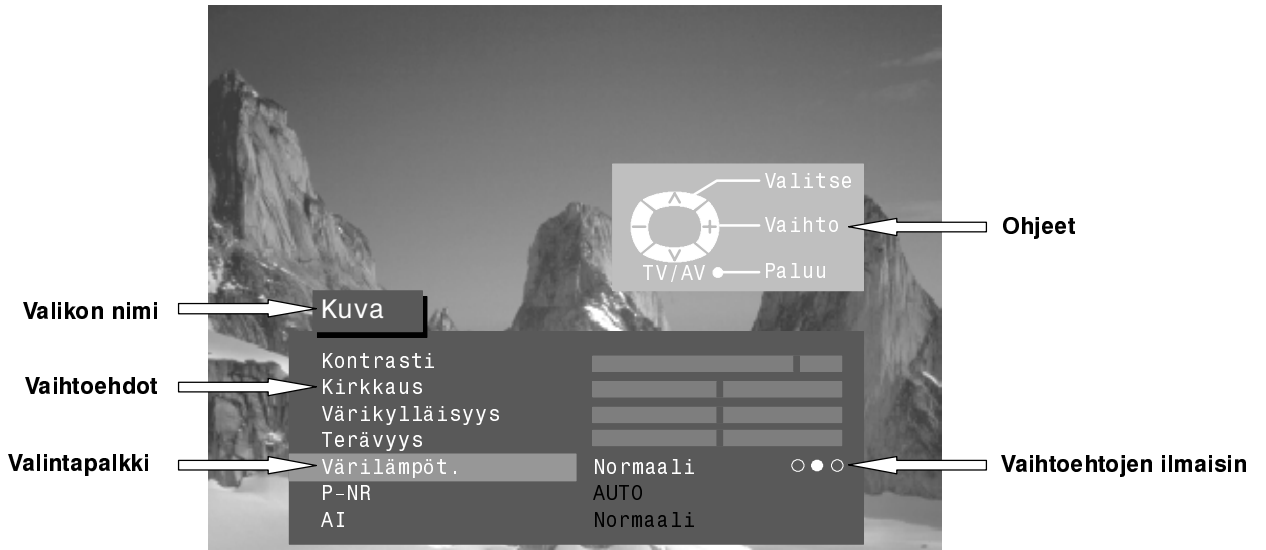 Valitse
Vaihto
Ohjeet
TV/AV
Paluu
Valikon nimi
Kuva
Kontrasti
Vaihtoehdot
Kirkkaus
Värikylläisyys
Terävyys
Valintapalkki
Värilämpöt.
Normaali
Vaihtoehtojen ilmaisin
P-NR
AUTO
AI
Normaali